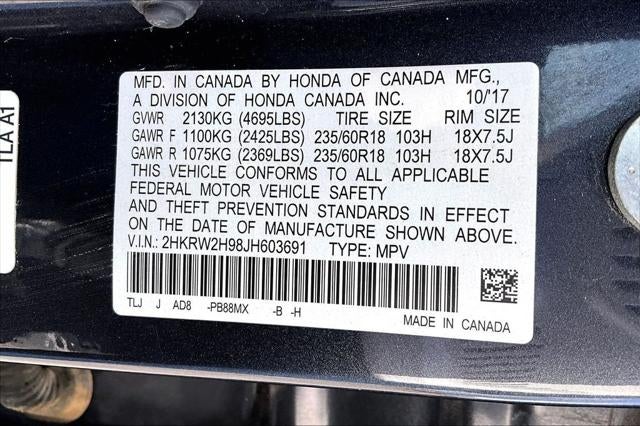 TLA A1
MFD. IN CANADA BY HONDA OF CANADA MFG.,
A DIVISION OF HONDA CANADA INC. 10/'17
GVWR 2130KG (4695LBS) TIRE SIZE RIM SIZE
GAWR F 1100KG (2425LBS) 235/60R18 103H 18X7.5J
GAWR R 1075KG (2369LBS) 235/60R18 103H 18X7.5J
THIS VEHICLE CONFORMS TO ALL APPLICABLE
FEDERAL MOTOR VEHICLE SAFETY
AND THEFT PREVENTION STANDARDS IN EFFECT
ON THE DATE OF MANUFACTURE SHOWN ABOVE.
V.I.N.: 2HKRW2H98JH603691 TYPE: MPV
TLJ J AD8 -PB88MX -B -H
MADE IN CANADA